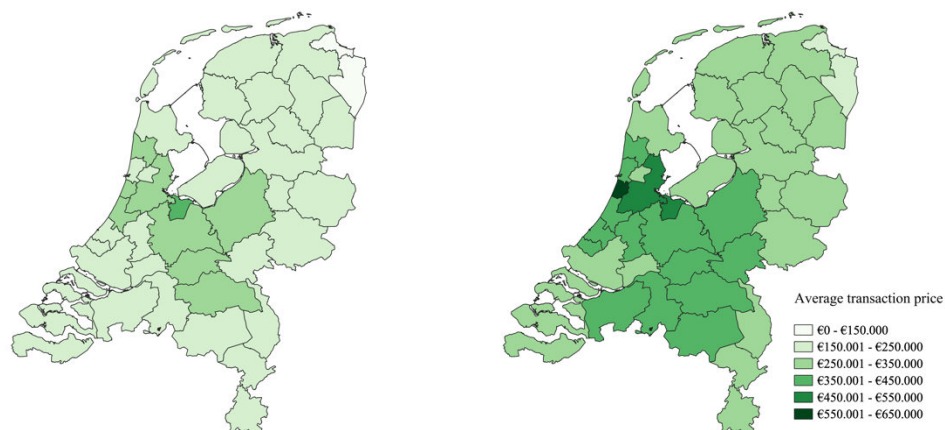 Average transaction price
€0 - €150.000
€150.001 - €250.000
€250.001 - €350.000
€350.001 - €450.000
€450.001 - €550.000
€550.001 - €650.000